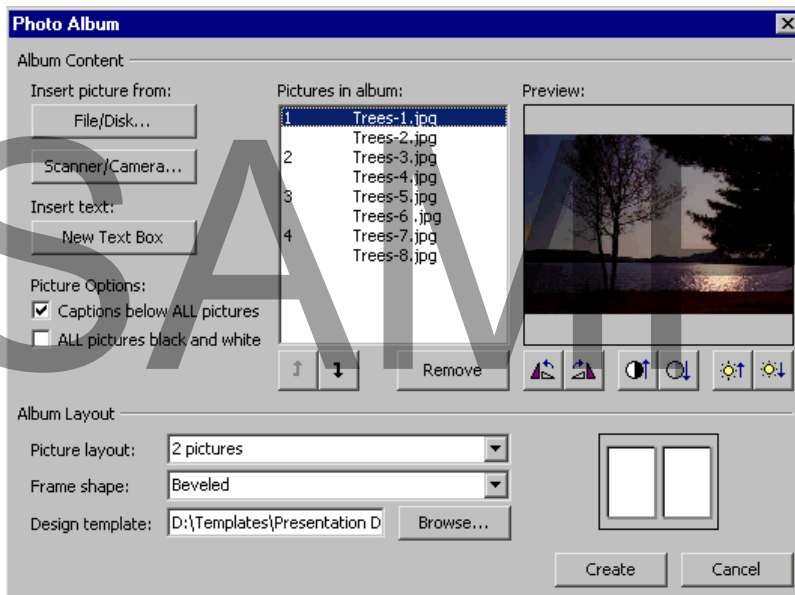 Photo Album
Album Content
Insert picture from:
File/Disk...
Scanner/Camera...
Insert text:
New Text Box
Picture Options:
Captions below ALL pictures
ALL pictures black and white
Pictures in album:
1 Trees-1.jpg
Trees-2.jpg
2 Trees-3.jpg
Trees-4.jpg
3 Trees-5.jpg
Trees-6 .jpg
4 Trees-7.jpg
Trees-8.jpg
Remove
Preview:
Album Layout
Picture layout: 2 pictures
Frame shape: Beveled
Design template: D:\Templates\Presentation D
Browse...
Create
Cancel